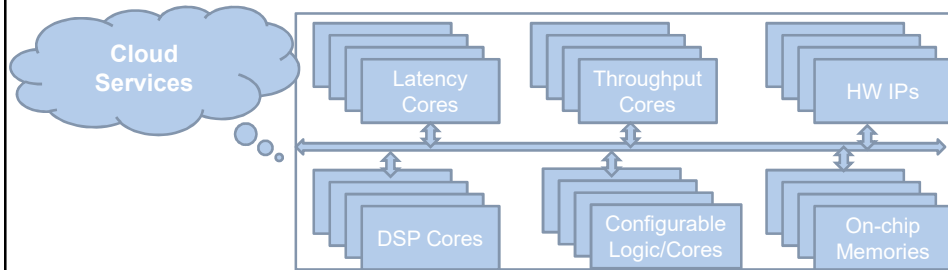 Cloud
Services
Latency
Cores
Throughput
Cores
HW IPs
DSP Cores
Configurable
Logic/Cores
On-chip
Memories